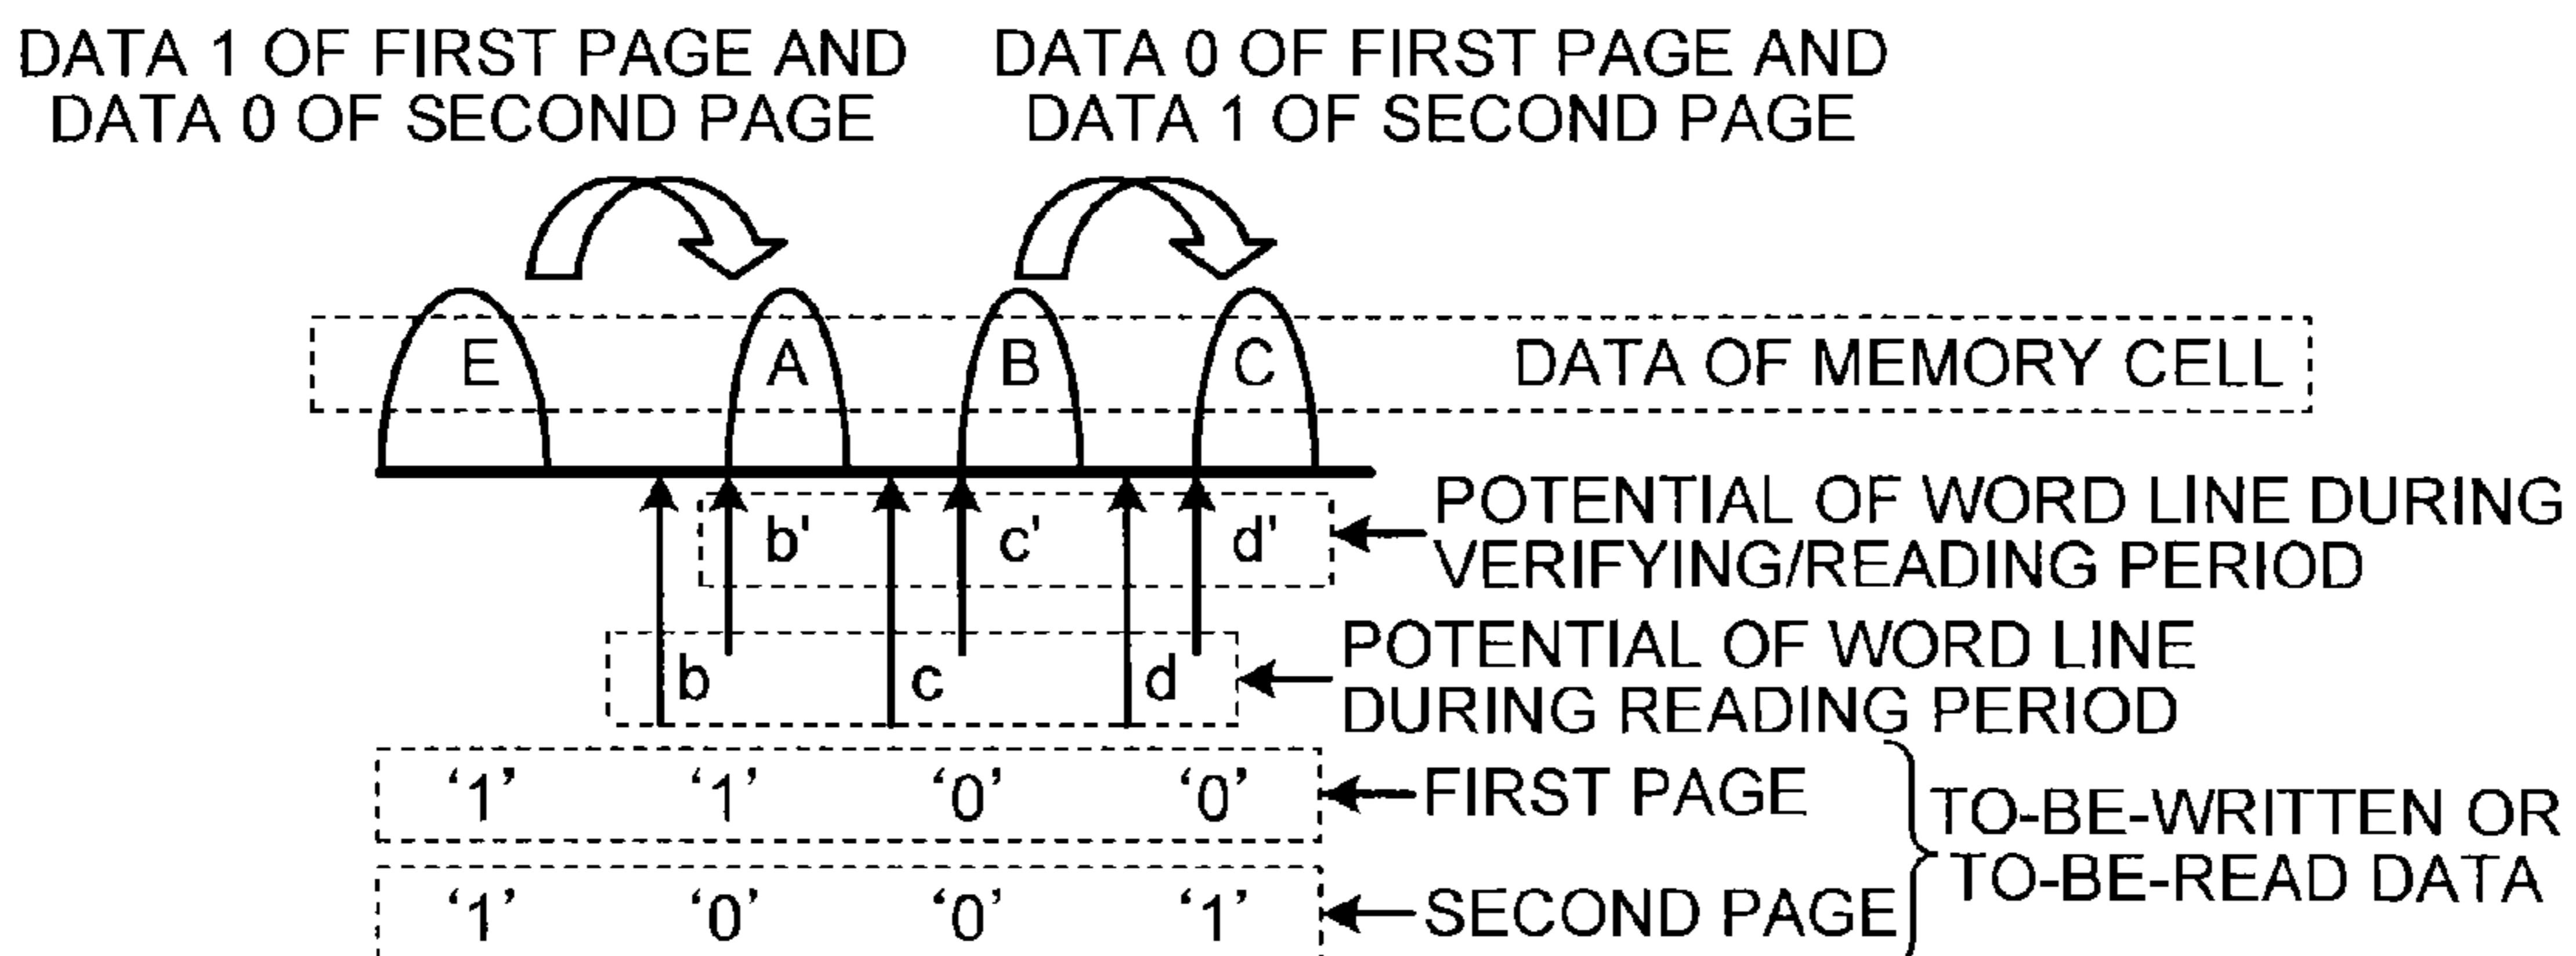 DATA 1 OF FIRST PAGE AND
DATA 0 OF SECOND PAGE
DATA 0 OF FIRST PAGE AND
DATA 1 OF SECOND PAGE
E A B C DATA OF MEMORY CELL
b' c' d'
POTENTIAL OF WORD LINE DURING
VERIFYING/READING PERIOD
b c d
POTENTIAL OF WORD LINE
DURING READING PERIOD
‘1’ ‘1’ ‘0’ ‘0’ FIRST PAGE
‘1’ ‘0’ ‘0’ ‘1’ SECOND PAGE
TO-BE-WRITTEN OR
TO-BE-READ DATA